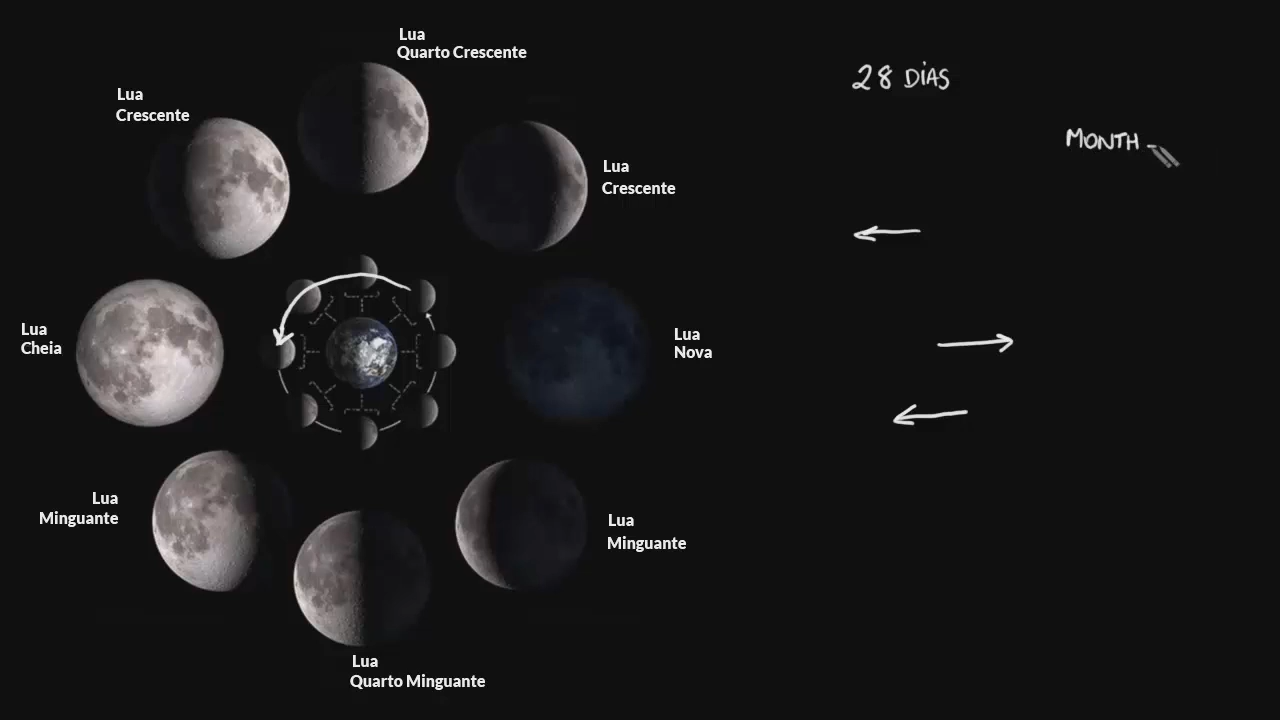 Lua
Quarto Crescente
28 DIAS
Lua
Crescente
MONTH -
Lua
Crescente
Lua
Cheia
Lua
Nova
Lua
Minguante
Lua
Minguante
Lua
Quarto Minguante